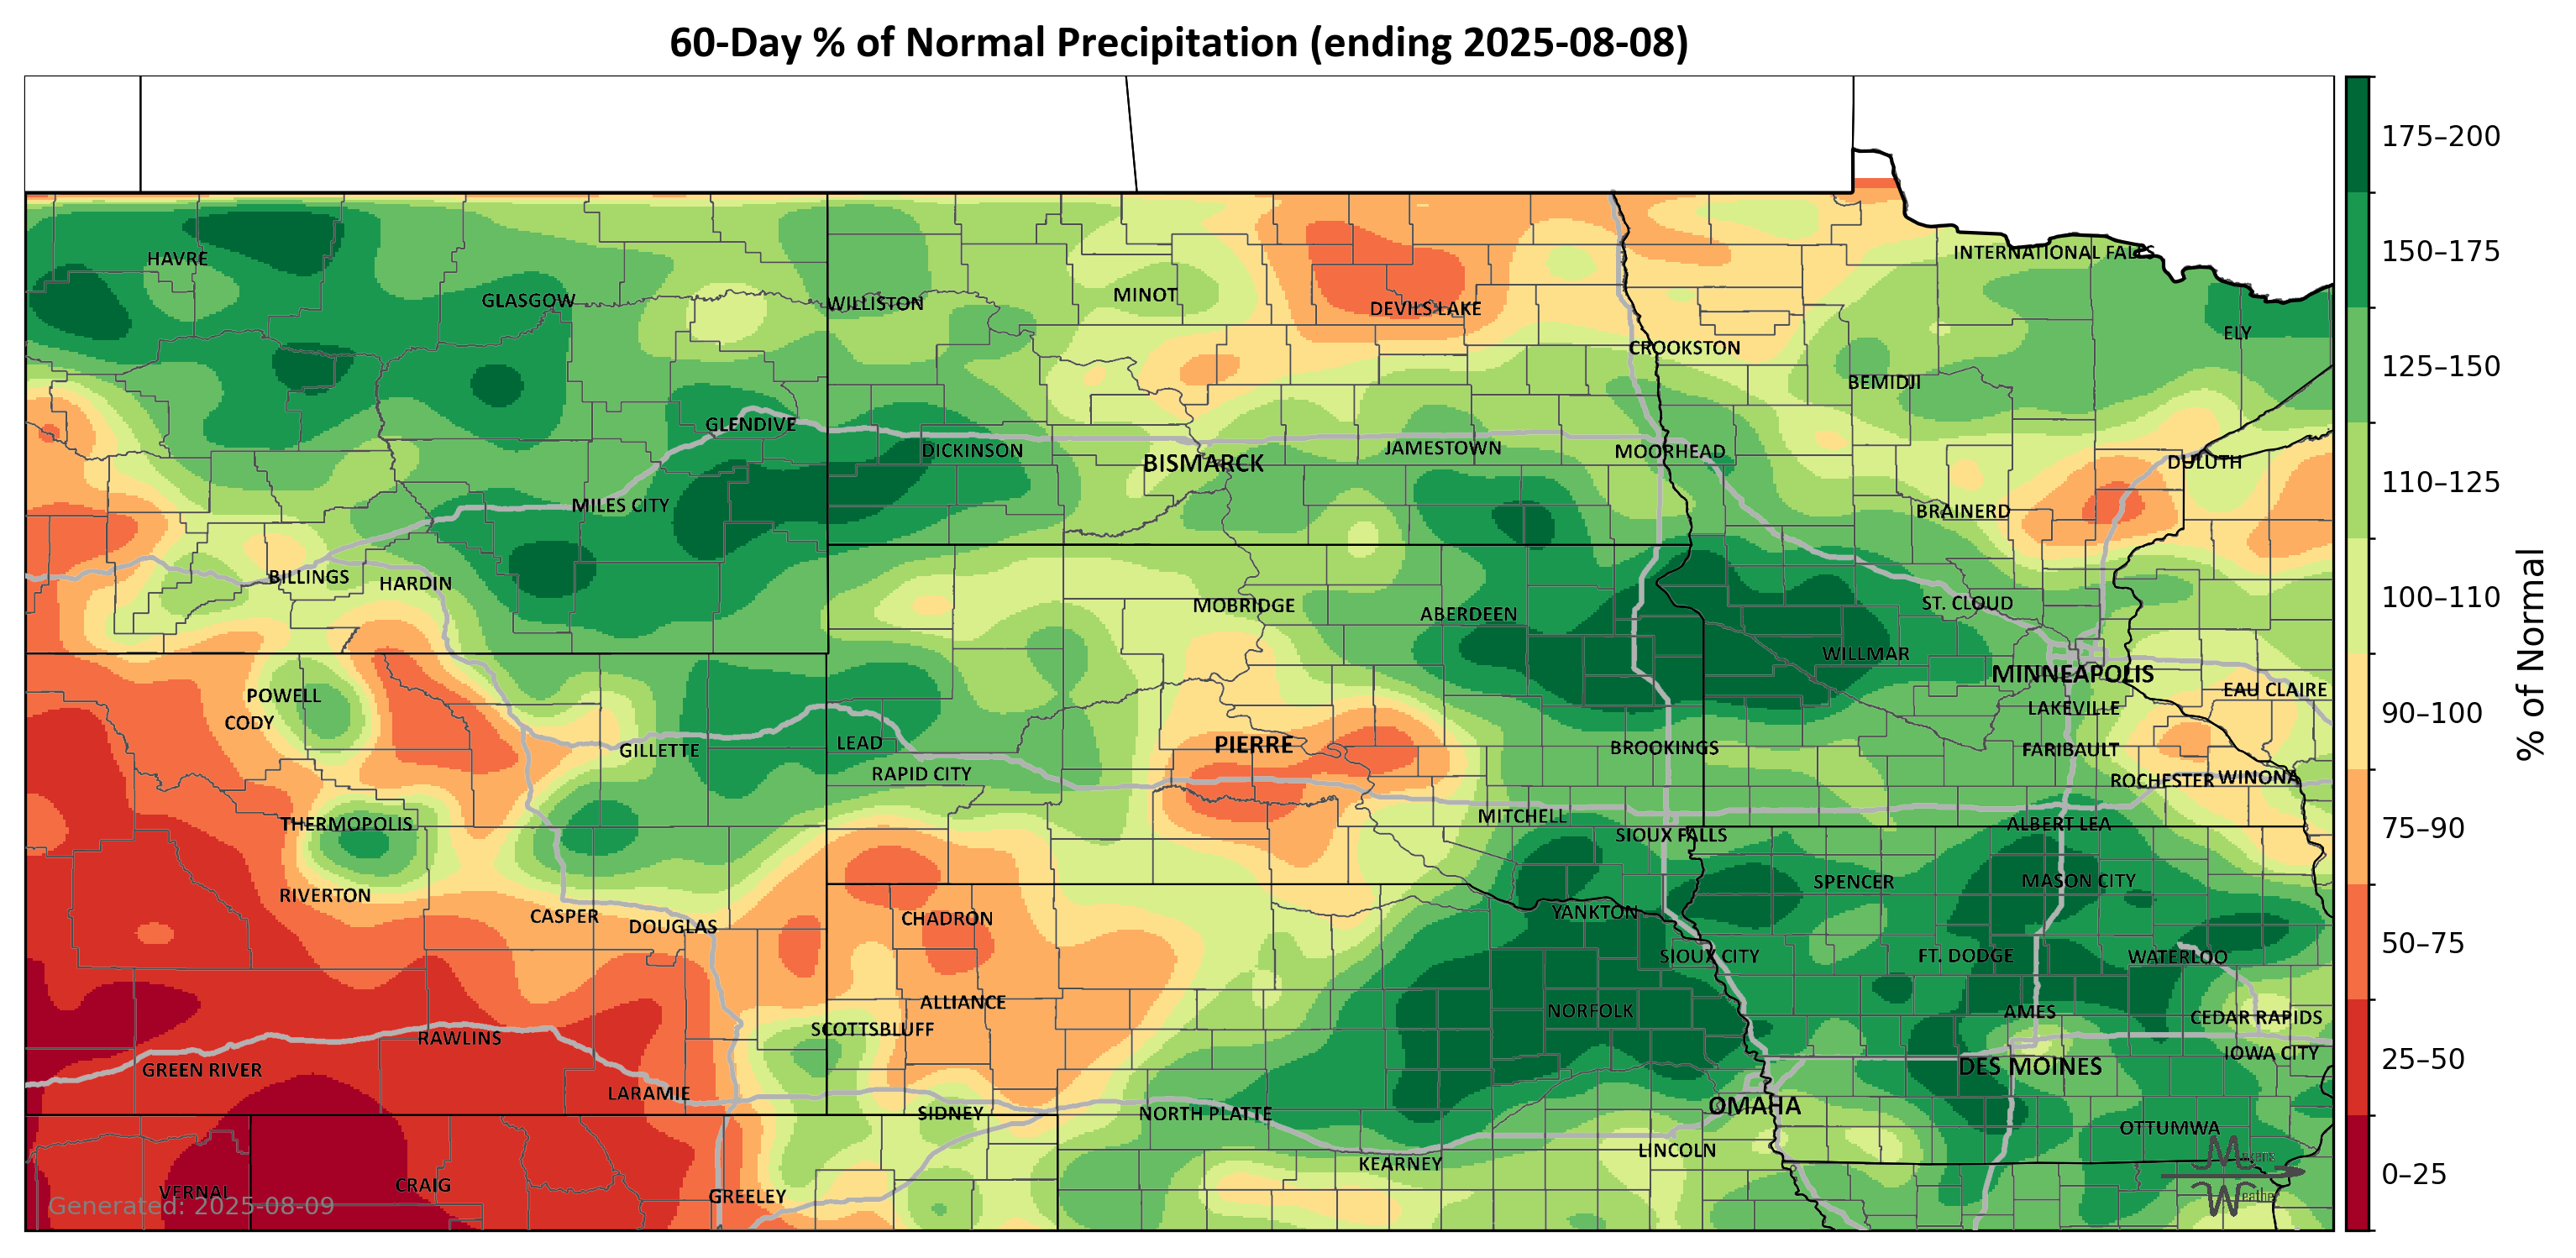 60-Day % of Normal Precipitation (ending 2025-08-08)
175–200
INTERNATIONAL FALLS
150–175
HAVRE
GLASGOW
WILLISTON
MINOT
DEVILS LAKE
ELY
CROOKSTON
125–150
BEMIDJI
GLENDIVE
DICKINSON
BISMARCK
JAMESTOWN
MOORHEAD
DULUTH
110–125
MILES CITY
BRAINERD
BILLINGS
HARDIN
100–110
MOBRIDGE
ABERDEEN
ST. CLOUD
WILLMAR
MINNEAPOLIS
% of Normal
POWELL
EAU CLAIRE
CODY
LAKEVILLE
90–100
GILLETTE
LEAD
PIERRE
BROOKINGS
FARIBAULT
RAPID CITY
ROCHESTER
WINONA
THERMOPOLIS
MITCHELL
SIOUX FALLS
ALBERT LEA
75–90
RIVERTON
SPENCER
MASON CITY
CASPER
DOUGLAS
CHADRON
YANKTON
50–75
SIOUX CITY
FT. DODGE
WATERLOO
ALLIANCE
SCOTTSBLUFF
NORFOLK
AMES
CEDAR RAPIDS
RAWLINS
GREEN RIVER
DES MOINES
IOWA CITY
25–50
LARAMIE
SIDNEY
NORTH PLATTE
OMAHA
OTTUMWA
KEARNEY
LINCOLN
VERNAL
CRAIG
GREELEY
0–25
Generated: 2025-08-09
Weather